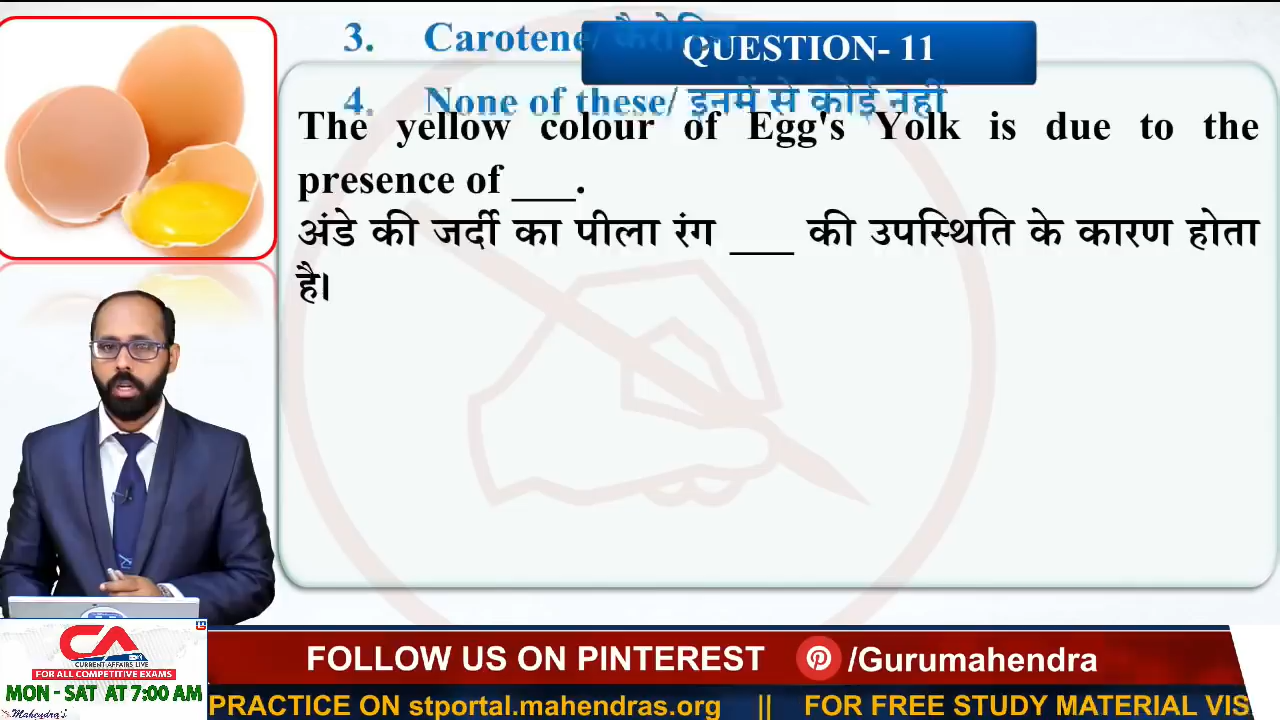 3. Carotene/
QUESTION- 11
4. None of these/ इनमें से कोई नहीं
The yellow colour of Egg's Yolk is due to the
presence of ___.
अंडे की जर्दी का पीला रंग ___ की उपस्थिति के कारण होता
है।
CA
CURRENT AFFAIRS LIVE
FOR ALL COMPETITIVE EXAMS
MON - SAT AT 7:00 AM
Mahendra's
FOLLOW US ON PINTEREST /Gurumahendra
PRACTICE ON stportal.mahendras.org || FOR FREE STUDY MATERIAL VIS